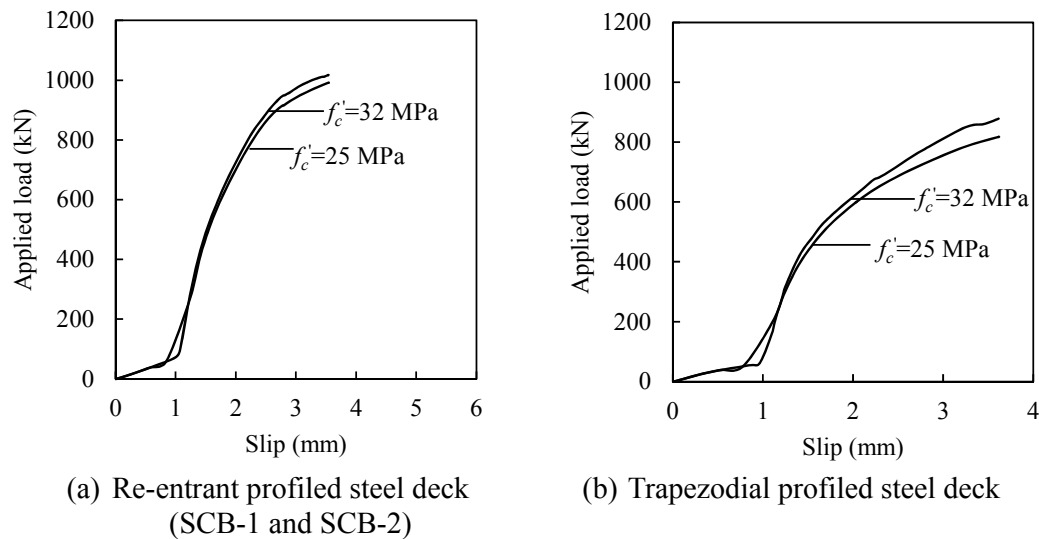 1200
1000
800
600
400
200
0
Applied load (kN)
f_c'=32 MPa
f_c'=25 MPa
0 1 2 3 4 5 6
Slip (mm)
(a) Re-entrant profiled steel deck
(SCB-1 and SCB-2)
1200
1000
800
600
400
200
0
Applied load (kN)
f_c'=32 MPa
f_c'=25 MPa
0 1 2 3 4
Slip (mm)
(b) Trapezodial profiled steel deck